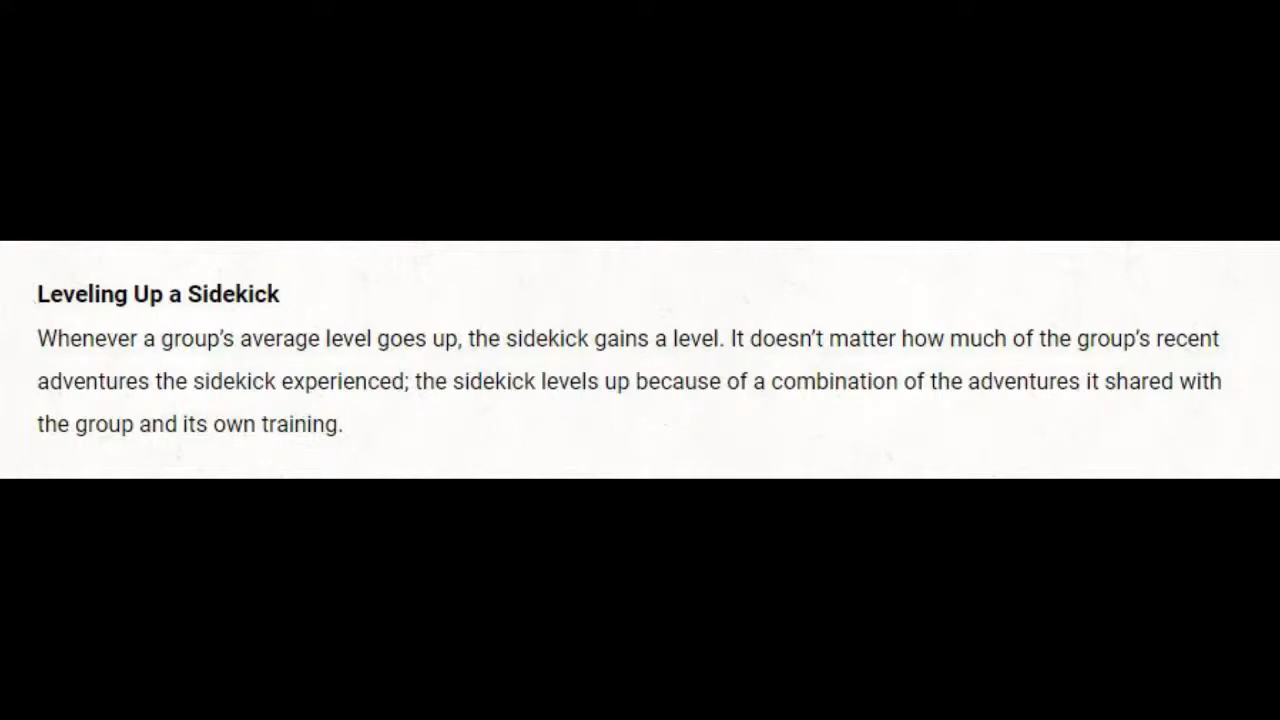 Leveling Up a Sidekick
Whenever a group’s average level goes up, the sidekick gains a level. It doesn’t matter how much of the group’s recent
adventures the sidekick experienced; the sidekick levels up because of a combination of the adventures it shared with
the group and its own training.